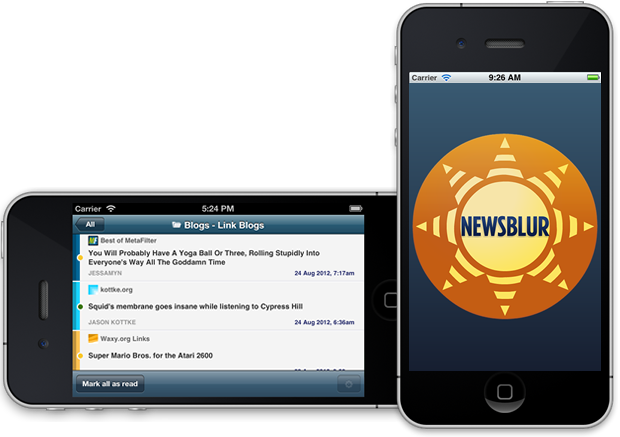 Carrier 5:24 PM
All Blogs - Link Blogs
Best of MetaFilter
You Will Probably Have A Yoga Ball Or Three, Rolling Stupidly Into
Everyone's Way All The Goddamn Time
JESSAMYN 24 Aug 2012, 7:17am
kottke.org
Squid's membrane goes insane while listening to Cypress Hill
JASON KOTTKE 24 Aug 2012, 6:36am
Waxy.org Links
Super Mario Bros. for the Atari 2600
Mark all as read
Carrier 9:26 AM
NEWSBLUR